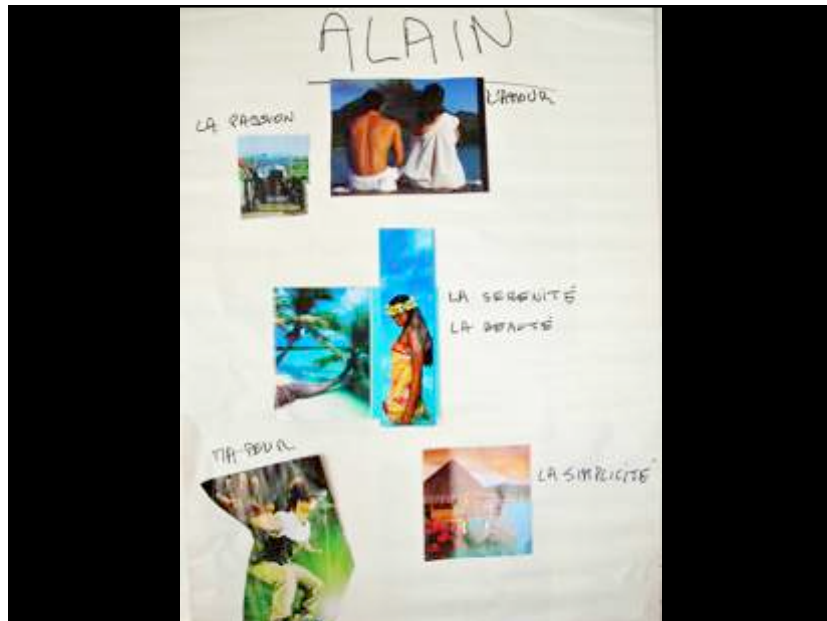 ALAIN
L'AMOUR
LA PASSION
LA SERENITÉ
LA BEAUTÉ
MA PEUR
LA SIMPLICITÉ